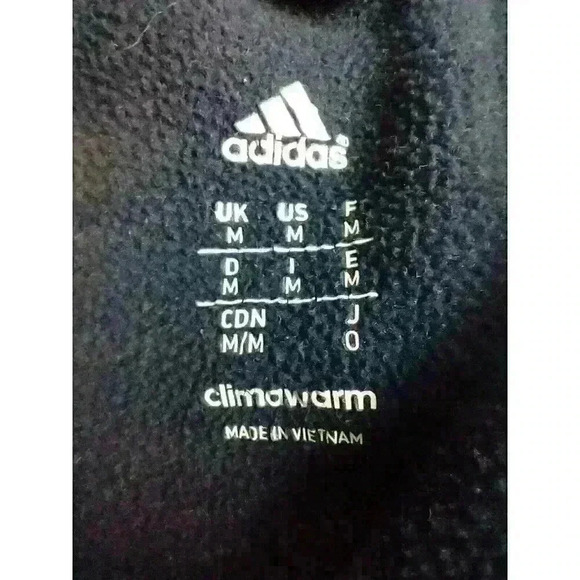 adidas®
UK US F
M M M
D I E
M M M
CDN J
M/M O
climawarm
MADE IN VIETNAM